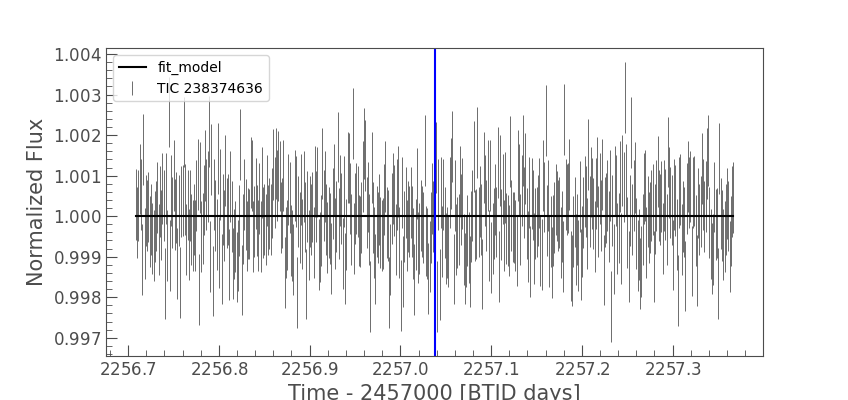 1.004
1.003
1.002
1.001
1.000
0.999
0.998
0.997
Normalized Flux
fit_model
TIC 238374636
2256.7 2256.8 2256.9 2257.0 2257.1 2257.2 2257.3
Time - 2457000 [BTJD days]